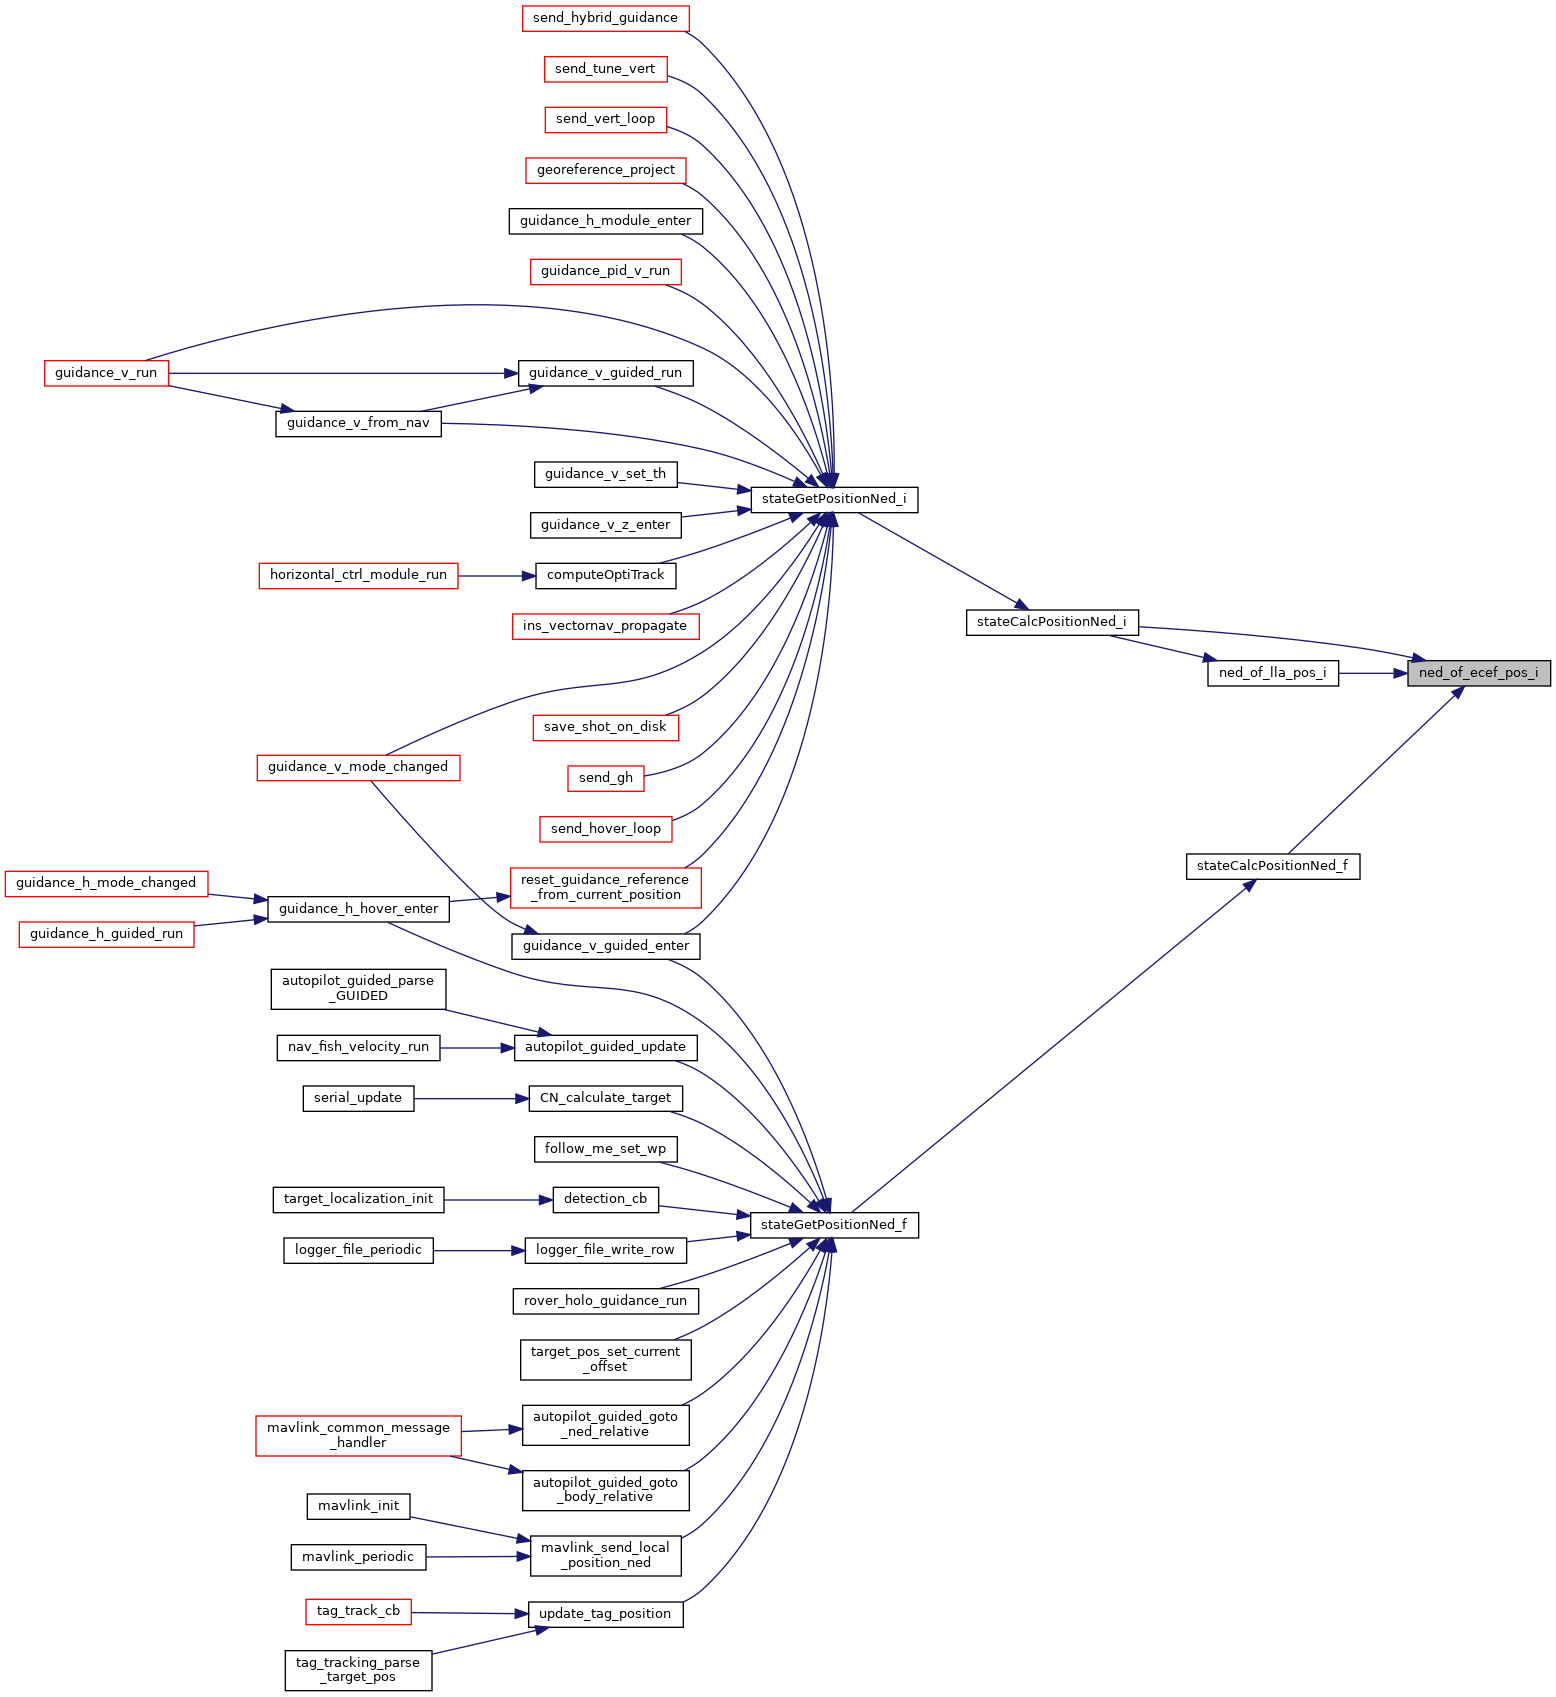 send_hybrid_guidance
send_tune_vert
send_vert_loop
georeference_project
guidance_h_module_enter
guidance_pid_v_run
guidance_v_run
guidance_v_guided_run
guidance_v_from_nav
guidance_v_set_th
stateGetPositionNed_i
guidance_v_z_enter
horizontal_ctrl_module_run
computeOptiTrack
ins_vectornav_propagate
stateCalcPositionNed_i
ned_of_lla_pos_i
ned_of_ecef_pos_i
save_shot_on_disk
guidance_v_mode_changed
send_gh
send_hover_loop
stateCalcPositionNed_f
guidance_h_mode_changed
reset_guidance_reference
_from_current_position
guidance_h_hover_enter
guidance_h_guided_run
guidance_v_guided_enter
autopilot_guided_parse
_GUIDED
nav_fish_velocity_run
autopilot_guided_update
serial_update
CN_calculate_target
follow_me_set_wp
target_localization_init
detection_cb
stateGetPositionNed_f
logger_file_periodic
logger_file_write_row
rover_holo_guidance_run
target_pos_set_current
_offset
mavlink_common_message
_handler
autopilot_guided_goto
_ned_relative
autopilot_guided_goto
_body_relative
mavlink_init
mavlink_send_local
_position_ned
mavlink_periodic
tag_track_cb
update_tag_position
tag_tracking_parse
_target_pos